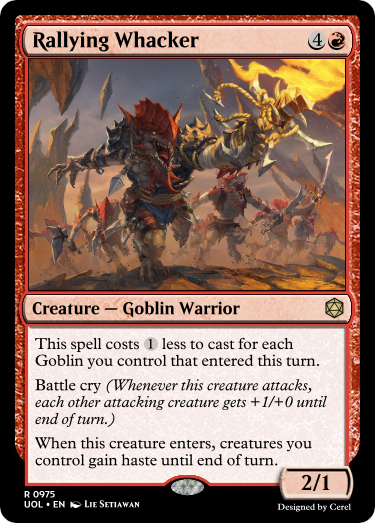 Rallying Whacker 4
Creature — Goblin Warrior
This spell costs 1 less to cast for each
Goblin you control that entered this turn.
Battle cry (Whenever this creature attacks,
each other attacking creature gets +1/+0 until
end of turn.)
When this creature enters, creatures you
control gain haste until end of turn.
2/1
R 0975
UOL • EN Lie Setiawan
Designed by Cerel